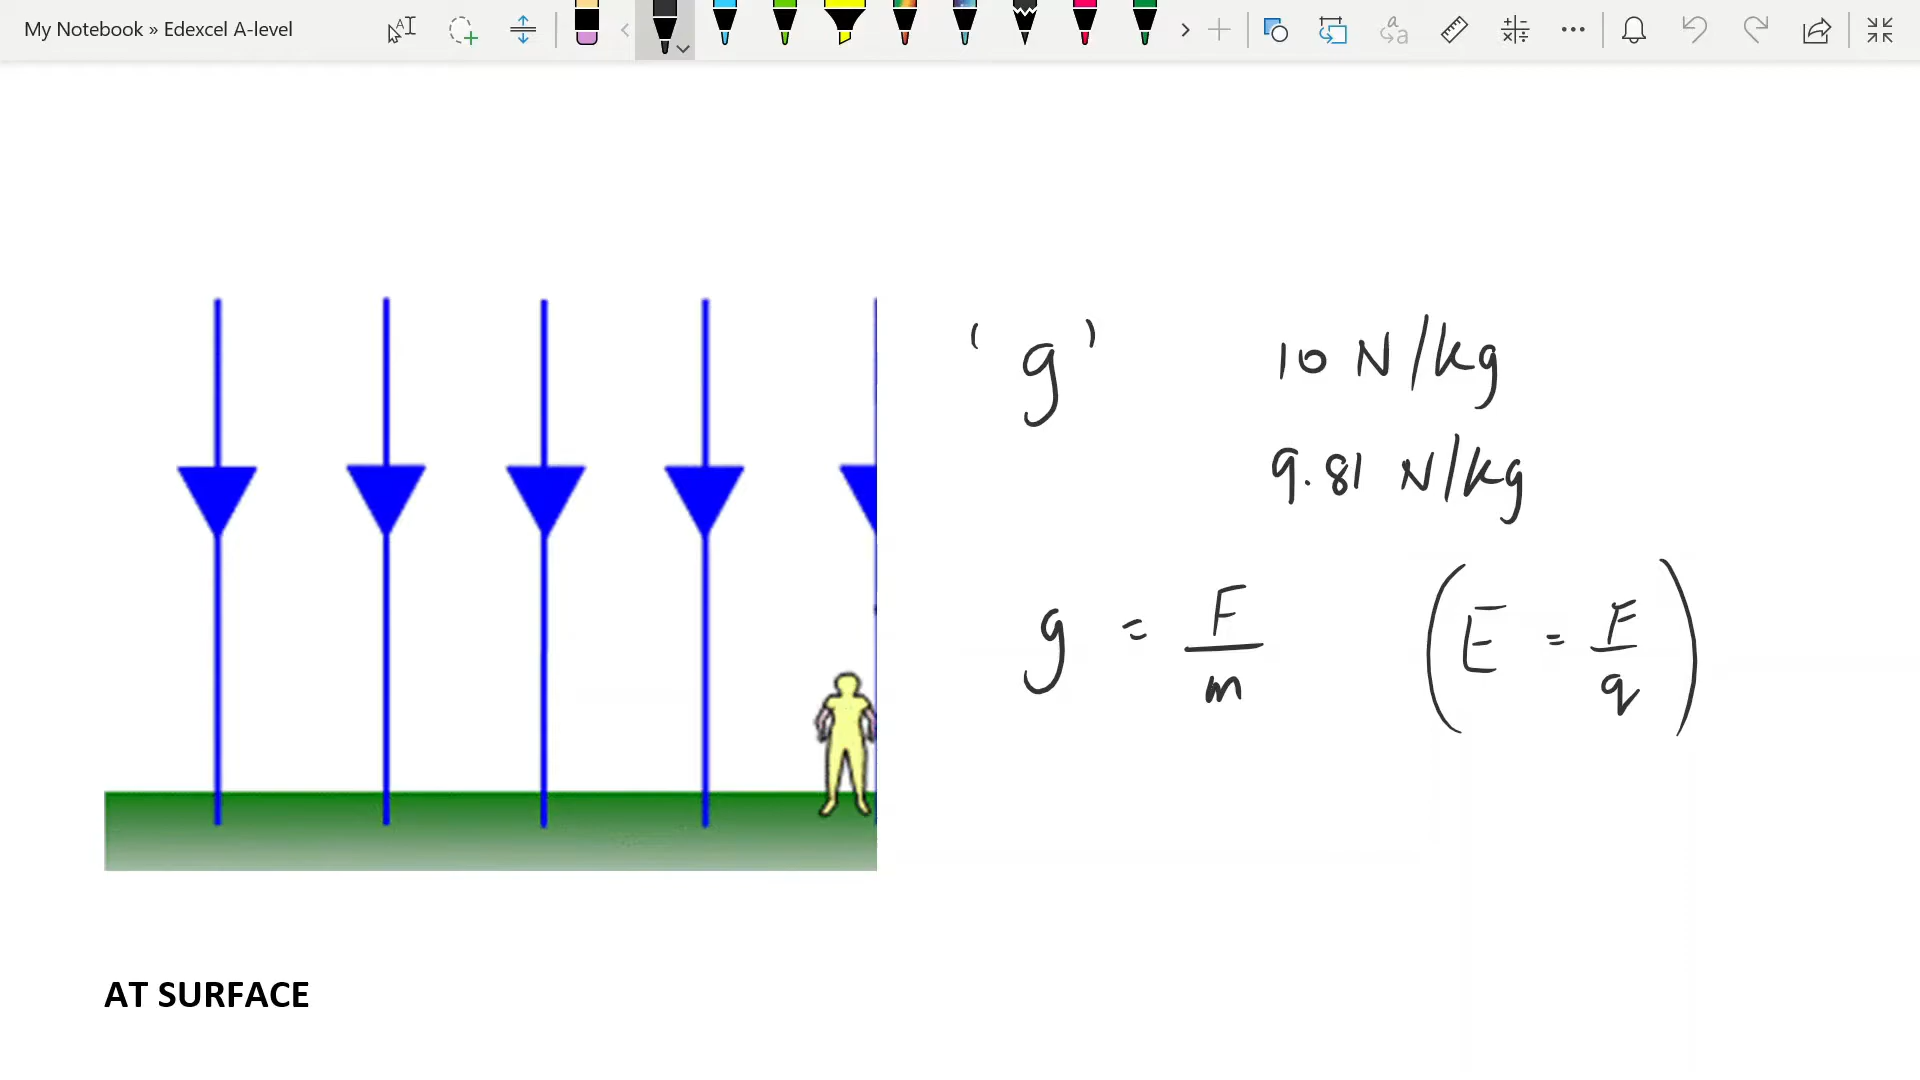 My Notebook » Edexcel A-level
' g ' 10 N/kg
9.81 N/kg
g = F/m (E = F/q)
AT SURFACE